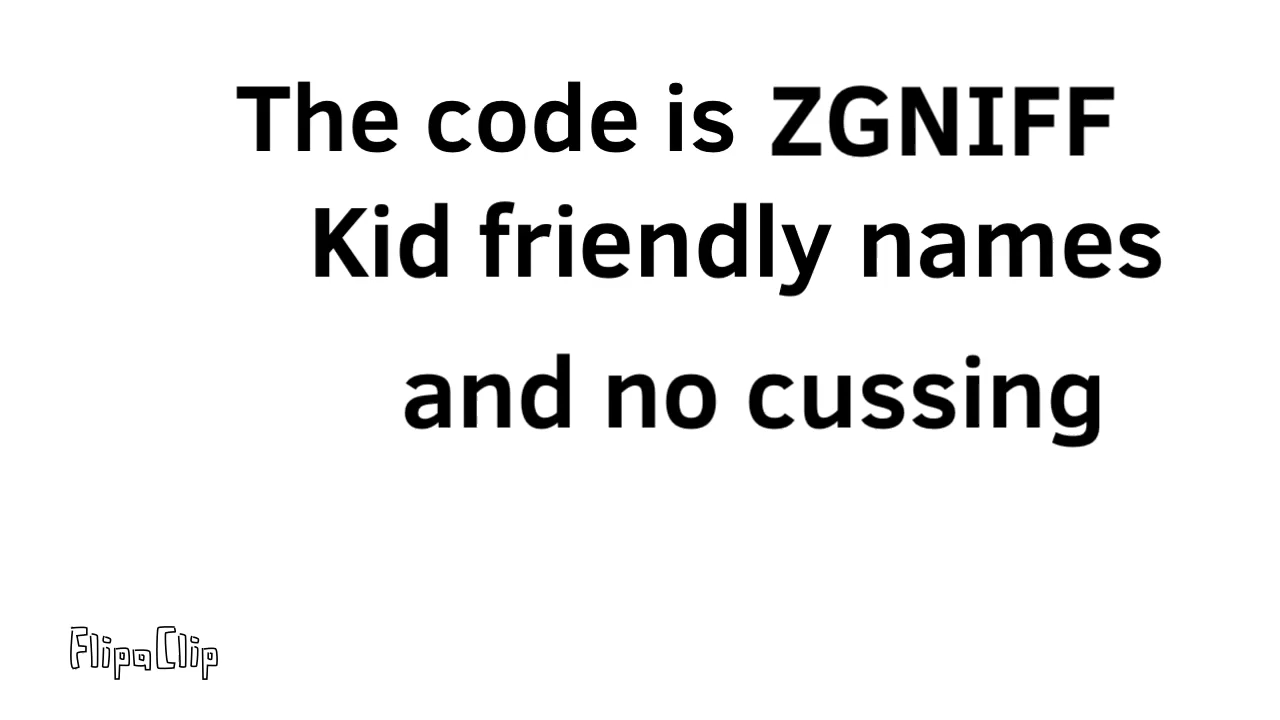 The code is ZGNIFF
Kid friendly names
and no cussing
FlipaClip